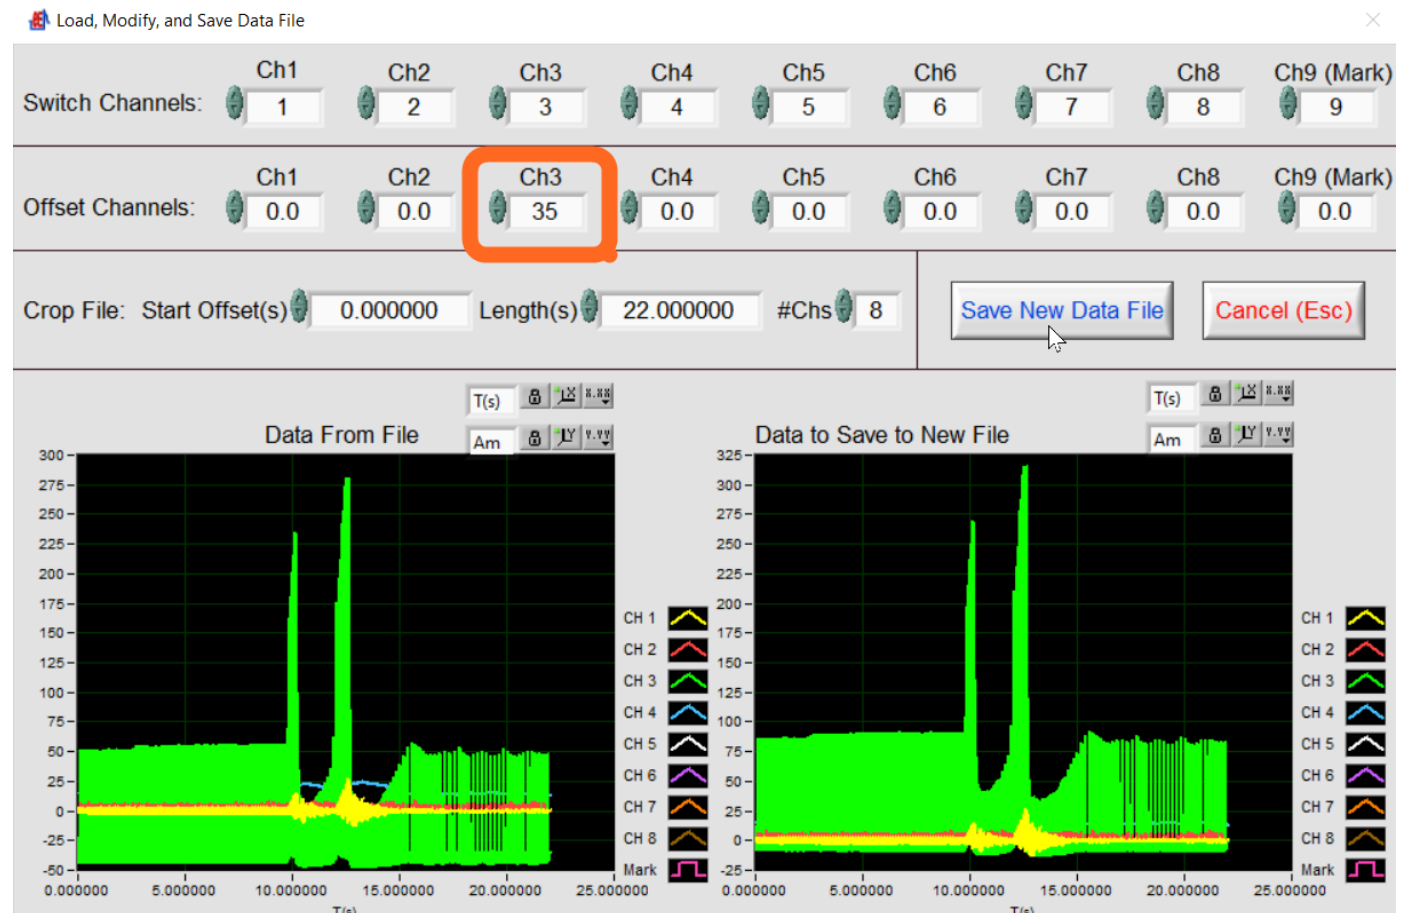 Load, Modify, and Save Data File
Ch1 Ch2 Ch3 Ch4 Ch5 Ch6 Ch7 Ch8 Ch9 (Mark)
Switch Channels: 1 2 3 4 5 6 7 8 9
Ch1 Ch2 Ch3 Ch4 Ch5 Ch6 Ch7 Ch8 Ch9 (Mark)
Offset Channels: 0.0 0.0 35 0.0 0.0 0.0 0.0 0.0 0.0
Crop File: Start Offset(s) 0.000000 Length(s) 22.000000 #Chs 8 Save New Data File Cancel (Esc)
T(s) X X.XX
Data From File Am Y Y.YY
300
275
250
225
200
175
150
125
100
75
50
25
0
-25
-50
0.000000 5.000000 10.000000 15.000000 20.000000 25.000000
T(s)
CH 1
CH 2
CH 3
CH 4
CH 5
CH 6
CH 7
CH 8
Mark
T(s) X X.XX
Data to Save to New File Am Y Y.YY
325
300
275
250
225
200
175
150
125
100
75
50
25
0
-25
0.000000 5.000000 10.000000 15.000000 20.000000 25.000000
T(s)
CH 1
CH 2
CH 3
CH 4
CH 5
CH 6
CH 7
CH 8
Mark